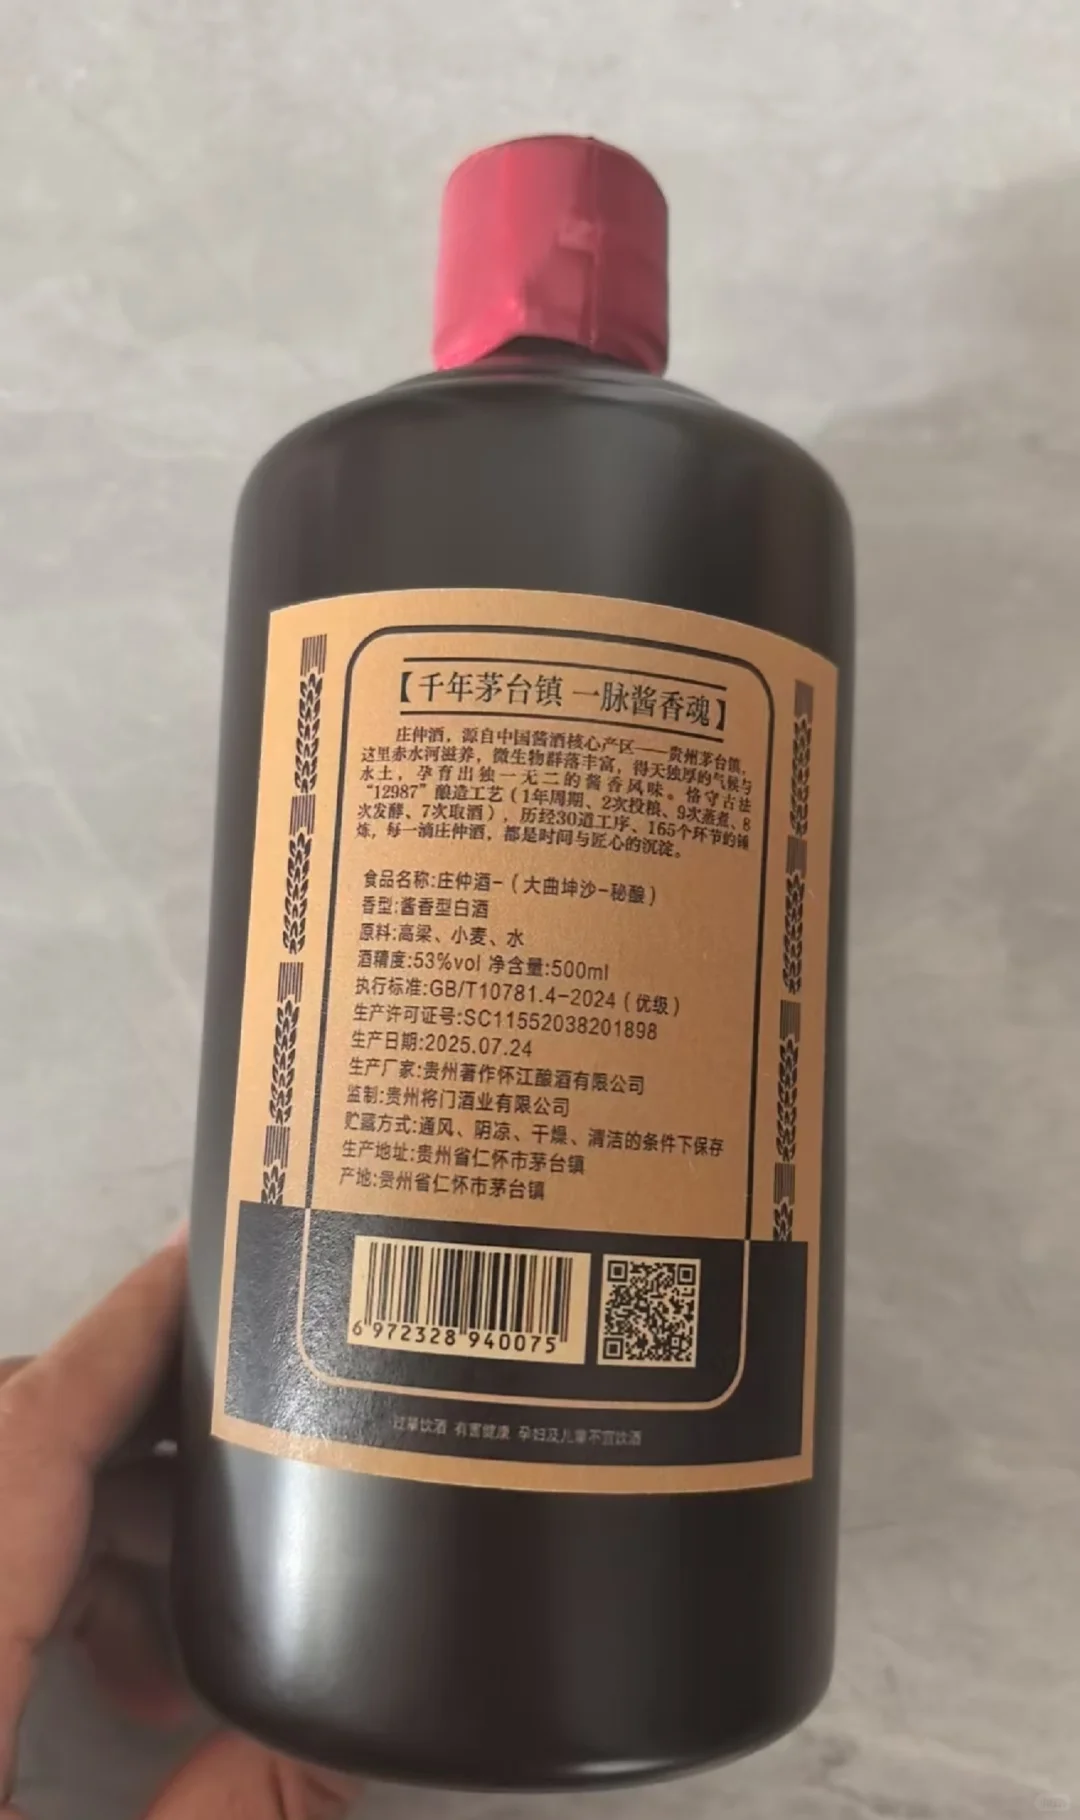 【千年茅台镇 一脉酱香魂】
庄仲酒，源自中国酱酒核心产区——贵州茅台镇，
这里赤水河滋养，微生物群落丰富，得天独厚的气候与
水土，孕育出独一无二的酱香风味。恪守古法
“12987”酿造工艺（1年周期、2次投粮、9次蒸煮、8
次发酵、7次取酒），历经30道工序、165个环节的锤
炼，每一滴庄仲酒，都是时间与匠心的沉淀。
食品名称:庄仲酒-（大曲坤沙-秘酿）
香型:酱香型白酒
原料:高粱、小麦、水
酒精度:53%vol 净含量:500ml
执行标准:GB/T10781.4-2024（优级）
生产许可证号:SC11552038201898
生产日期:2025.07.24
生产厂家:贵州著作怀江酿酒有限公司
监制:贵州将门酒业有限公司
贮藏方式:通风、阴凉、干燥、清洁的条件下保存
生产地址:贵州省仁怀市茅台镇
产地:贵州省仁怀市茅台镇
6 972328 940075
过量饮酒 有害健康 孕妇及儿童不宜饮酒